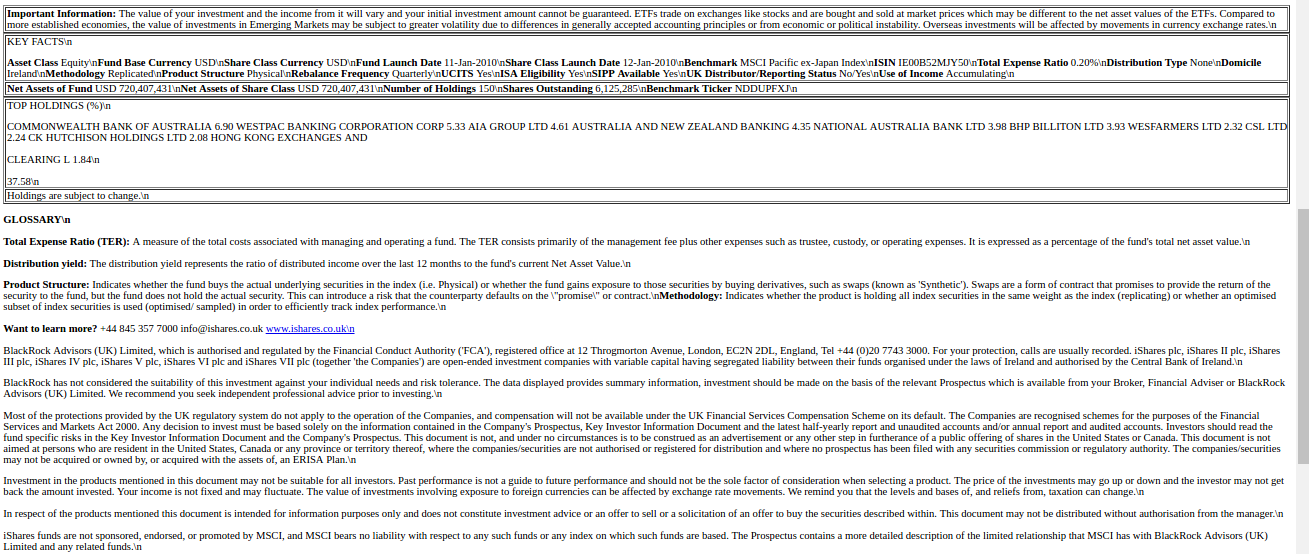 Important Information: The value of your investment and the income from it will vary and your initial investment amount cannot be guaranteed. ETFs trade on exchanges like stocks and are bought and sold at market prices which may be different to the net asset values of the ETFs. Compared to
more established economies, the value of investments in Emerging Markets may be subject to greater volatility due to differences in generally accepted accounting principles or from economic or political instability. Overseas investments will be affected by movements in currency exchange rates.\n
KEY FACTS\n
Asset Class Equity\nFund Base Currency USD\nShare Class Currency USD\nFund Launch Date 11-Jan-2010\nShare Class Launch Date 12-Jan-2010\nBenchmark MSCI Pacific ex-Japan Index\nISIN IE00B52MJY50\nTotal Expense Ratio 0.20%\nDistribution Type None\nDomicile
Ireland\nMethodology Replicated\nProduct Structure Physical\nRebalance Frequency Quarterly\nUCITS Yes\nISA Eligibility Yes\nSIPP Available Yes\nUK Distributor/Reporting Status No/Yes\nUse of Income Accumulating\n
Net Assets of Fund USD 720,407,431\nNet Assets of Share Class USD 720,407,431\nNumber of Holdings 150\nShares Outstanding 6,125,285\nBenchmark Ticker NDDUPFXJ\n
TOP HOLDINGS (%)\n
COMMONWEALTH BANK OF AUSTRALIA 6.90 WESTPAC BANKING CORPORATION CORP 5.33 AIA GROUP LTD 4.61 AUSTRALIA AND NEW ZEALAND BANKING 4.35 NATIONAL AUSTRALIA BANK LTD 3.98 BHP BILLITON LTD 3.93 WESFARMERS LTD 2.32 CSL LTD
2.24 CK HUTCHISON HOLDINGS LTD 2.08 HONG KONG EXCHANGES AND
CLEARING L 1.84\n
37.58\n
Holdings are subject to change.\n
GLOSSARY\n
Total Expense Ratio (TER): A measure of the total costs associated with managing and operating a fund. The TER consists primarily of the management fee plus other expenses such as trustee, custody, or operating expenses. It is expressed as a percentage of the fund's total net asset value.\n
Distribution yield: The distribution yield represents the ratio of distributed income over the last 12 months to the fund's current Net Asset Value.\n
Product Structure: Indicates whether the fund buys the actual underlying securities in the index (i.e. Physical) or whether the fund gains exposure to those securities by buying derivatives, such as swaps (known as 'Synthetic'). Swaps are a form of contract that promises to provide the return of the
security to the fund, but the fund does not hold the actual security. This can introduce a risk that the counterparty defaults on the \"promise\" or contract.\nMethodology: Indicates whether the product is holding all index securities in the same weight as the index (replicating) or whether an optimised
subset of index securities is used (optimised/ sampled) in order to efficiently track index performance.\n
Want to learn more? +44 845 357 7000 info@ishares.co.uk www.ishares.co.uk\n
BlackRock Advisors (UK) Limited, which is authorised and regulated by the Financial Conduct Authority ('FCA'), registered office at 12 Throgmorton Avenue, London, EC2N 2DL, England, Tel +44 (0)20 7743 3000. For your protection, calls are usually recorded. iShares plc, iShares II plc, iShares
III plc, iShares IV plc, iShares V plc, iShares VI plc and iShares VII plc (together 'the Companies') are open-ended investment companies with variable capital having segregated liability between their funds organised under the laws of Ireland and authorised by the Central Bank of Ireland.\n
BlackRock has not considered the suitability of this investment against your individual needs and risk tolerance. The data displayed provides summary information, investment should be made on the basis of the relevant Prospectus which is available from your Broker, Financial Adviser or BlackRock
Advisors (UK) Limited. We recommend you seek independent professional advice prior to investing.\n
Most of the protections provided by the UK regulatory system do not apply to the operation of the Companies, and compensation will not be available under the UK Financial Services Compensation Scheme on its default. The Companies are recognised schemes for the purposes of the Financial
Services and Markets Act 2000. Any decision to invest must be based solely on the information contained in the Company's Prospectus, Key Investor Information Document and the latest half-yearly report and unaudited accounts and/or annual report and audited accounts. Investors should read the
fund specific risks in the Key Investor Information Document and the Company's Prospectus. This document is not, and under no circumstances is to be construed as an advertisement or any other step in furtherance of a public offering of shares in the United States or Canada. This document is not
aimed at persons who are resident in the United States, Canada or any province or territory thereof, where the companies/securities are not authorised or registered for distribution and where no prospectus has been filed with any securities commission or regulatory authority. The companies/securities
may not be acquired or owned by, or acquired with the assets of, an ERISA Plan.\n
Investment in the products mentioned in this document may not be suitable for all investors. Past performance is not a guide to future performance and should not be the sole factor of consideration when selecting a product. The price of the investments may go up or down and the investor may not get
back the amount invested. Your income is not fixed and may fluctuate. The value of investments involving exposure to foreign currencies can be affected by exchange rate movements. We remind you that the levels and bases of, and reliefs from, taxation can change.\n
In respect of the products mentioned this document is intended for information purposes only and does not constitute investment advice or an offer to sell or a solicitation of an offer to buy the securities described within. This document may not be distributed without authorisation from the manager.\n
iShares funds are not sponsored, endorsed, or promoted by MSCI, and MSCI bears no liability with respect to any such funds or any index on which such funds are based. The Prospectus contains a more detailed description of the limited relationship that MSCI has with BlackRock Advisors (UK)
Limited and any related funds.\n